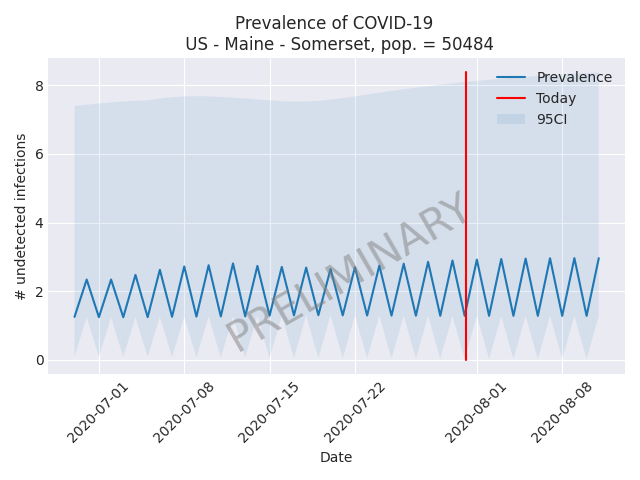 Prevalence of COVID-19
US - Maine - Somerset, pop. = 50484
# undetected infections
8
6
4
2
0
Prevalence
Today
95CI
PRELIMINARY
2020-07-01
2020-07-08
2020-07-15
2020-07-22
2020-08-01
2020-08-08
Date